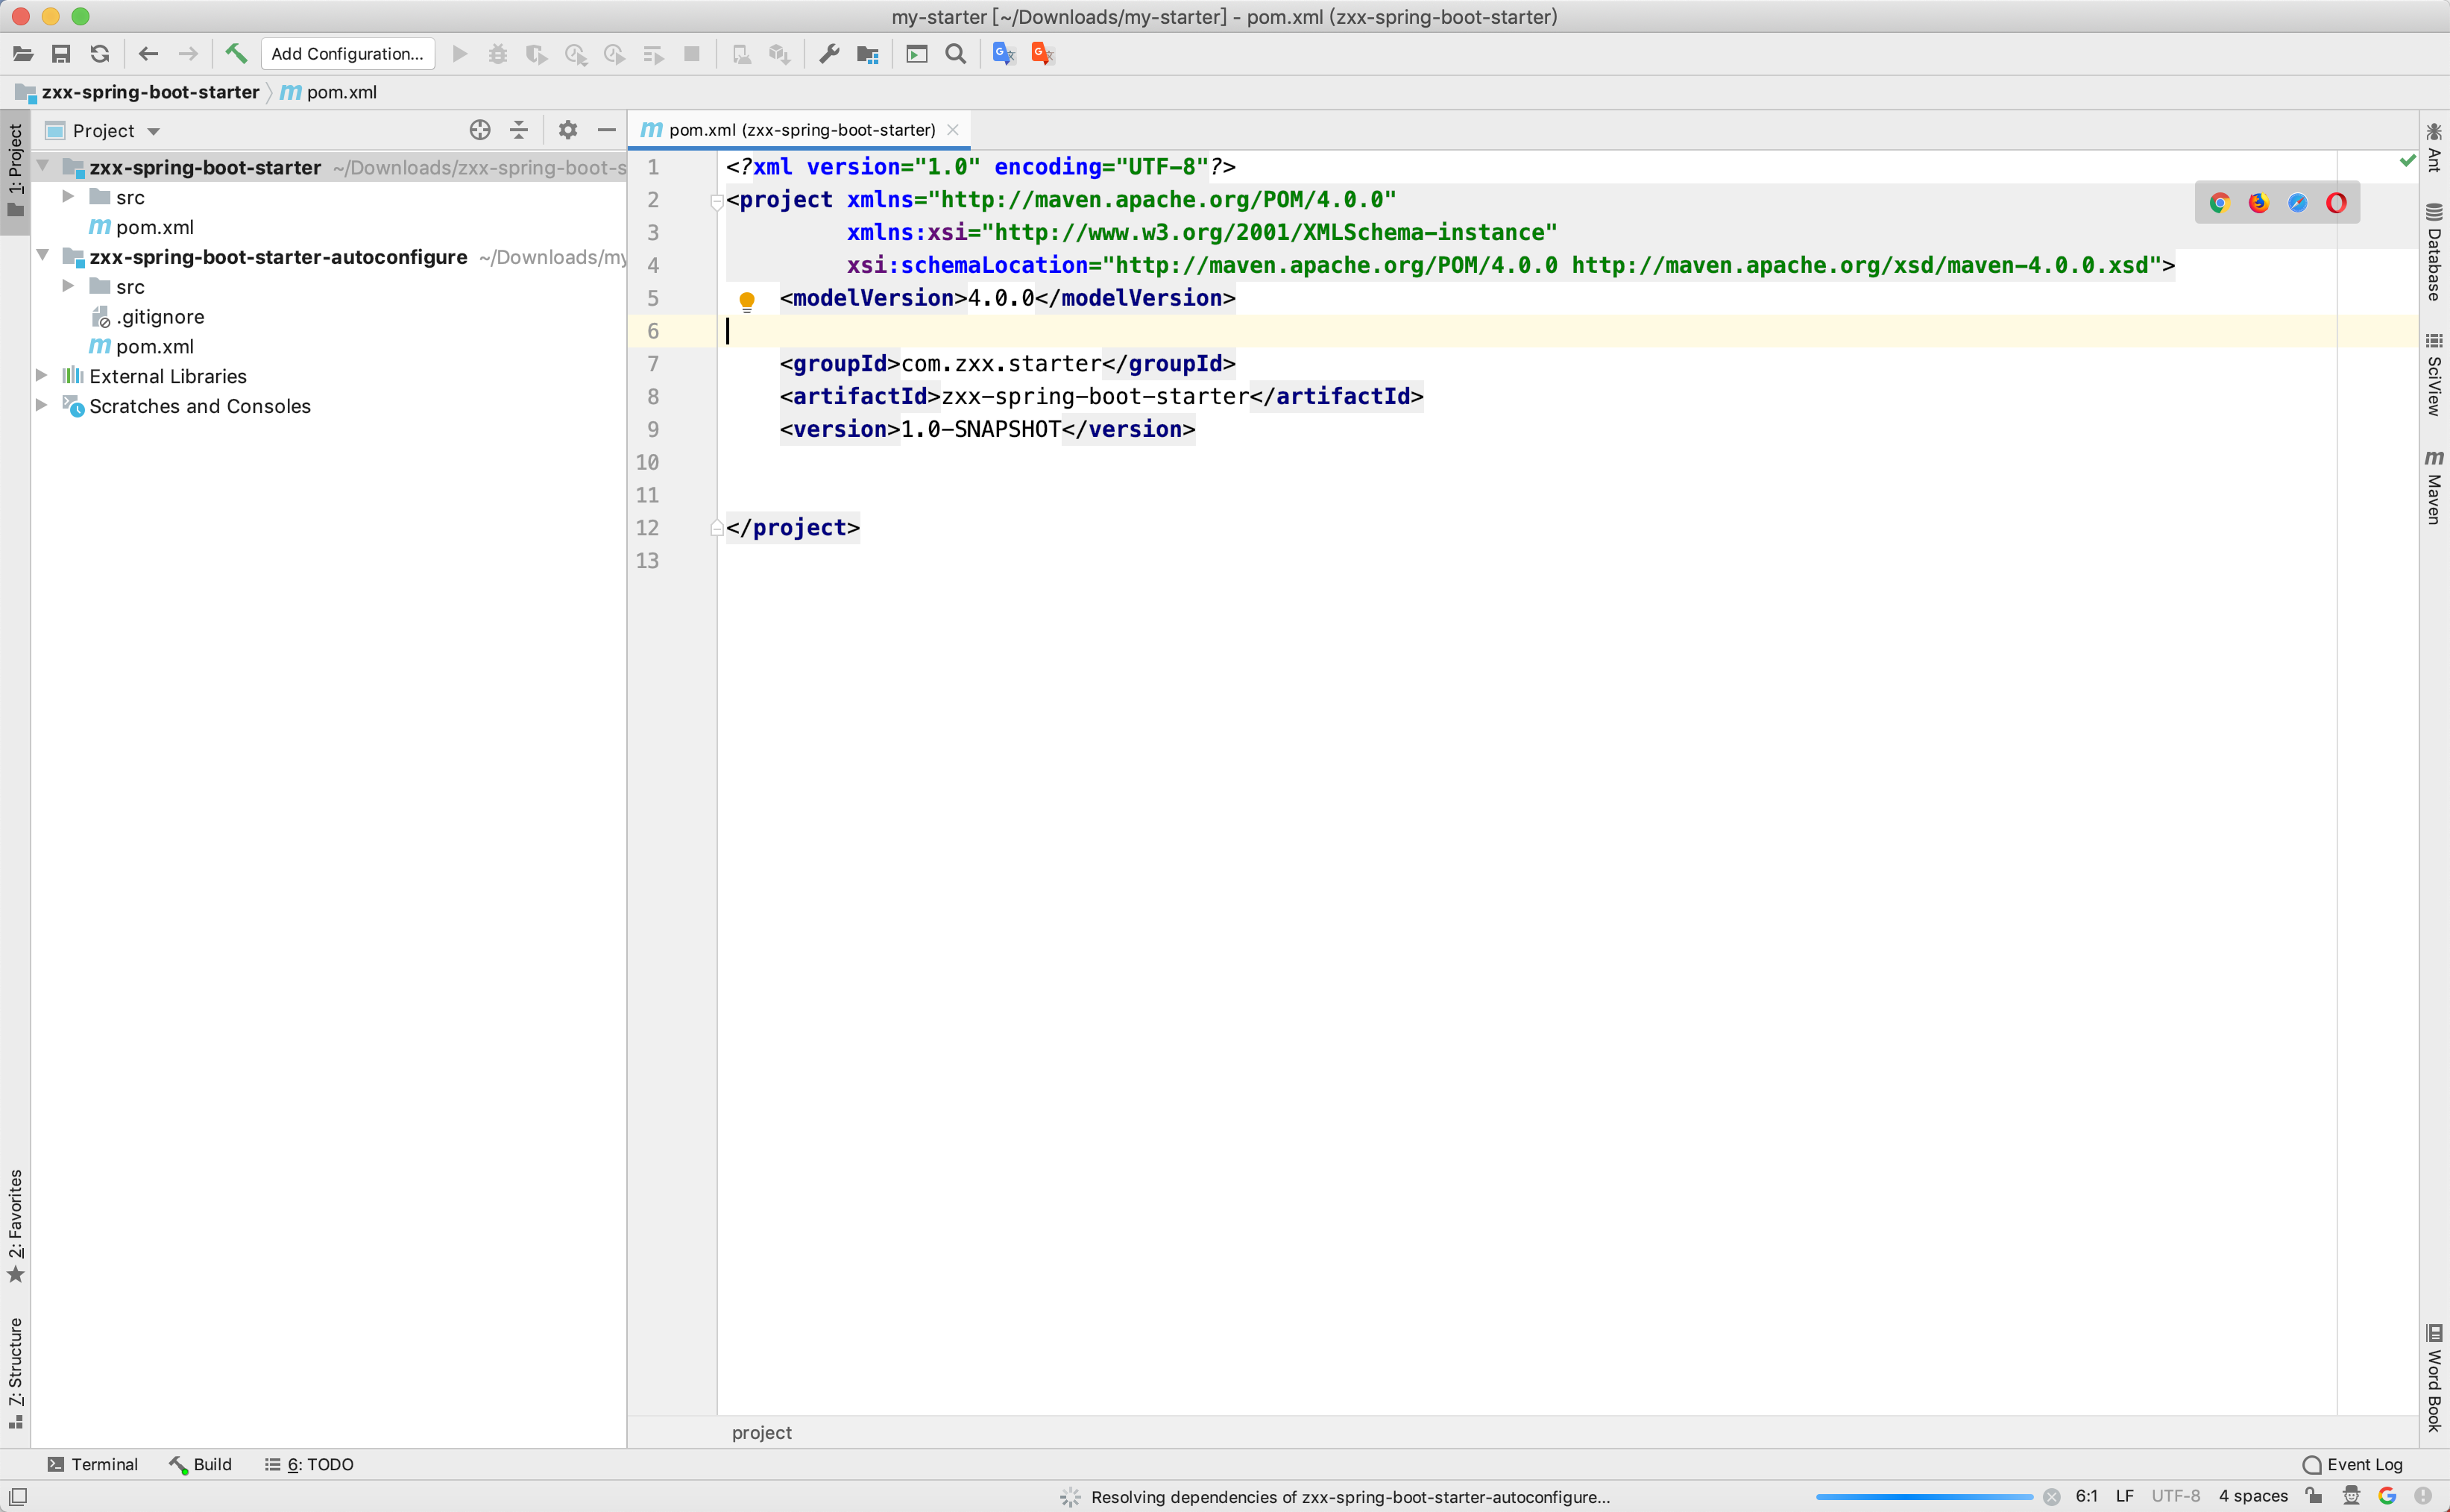 my-starter [~/Downloads/my-starter] - pom.xml (zxx-spring-boot-starter)
Add Configuration...
zxx-spring-boot-starter
pom.xml
Project
pom.xml (zxx-spring-boot-starter)
zxx-spring-boot-starter ~/Downloads/zxx-spring-boot-s
src
pom.xml
zxx-spring-boot-starter-autoconfigure ~/Downloads/my
src
.gitignore
pom.xml
External Libraries
Scratches and Consoles
1: Project
2: Favorites
7: Structure
1 <?xml version="1.0" encoding="UTF-8"?>
2 <project xmlns="http://maven.apache.org/POM/4.0.0"
3 xmlns:xsi="http://www.w3.org/2001/XMLSchema-instance"
4 xsi:schemaLocation="http://maven.apache.org/POM/4.0.0 http://maven.apache.org/xsd/maven-4.0.0.xsd">
5 <modelVersion>4.0.0</modelVersion>
6
7 <groupId>com.zxx.starter</groupId>
8 <artifactId>zxx-spring-boot-starter</artifactId>
9 <version>1.0-SNAPSHOT</version>
10
11
12 </project>
13
Ant
Database
SciView
Maven
Word Book
project
Terminal
Build
6: TODO
Event Log
Resolving dependencies of zxx-spring-boot-starter-autoconfigure...
6:1 LF UTF-8 4 spaces